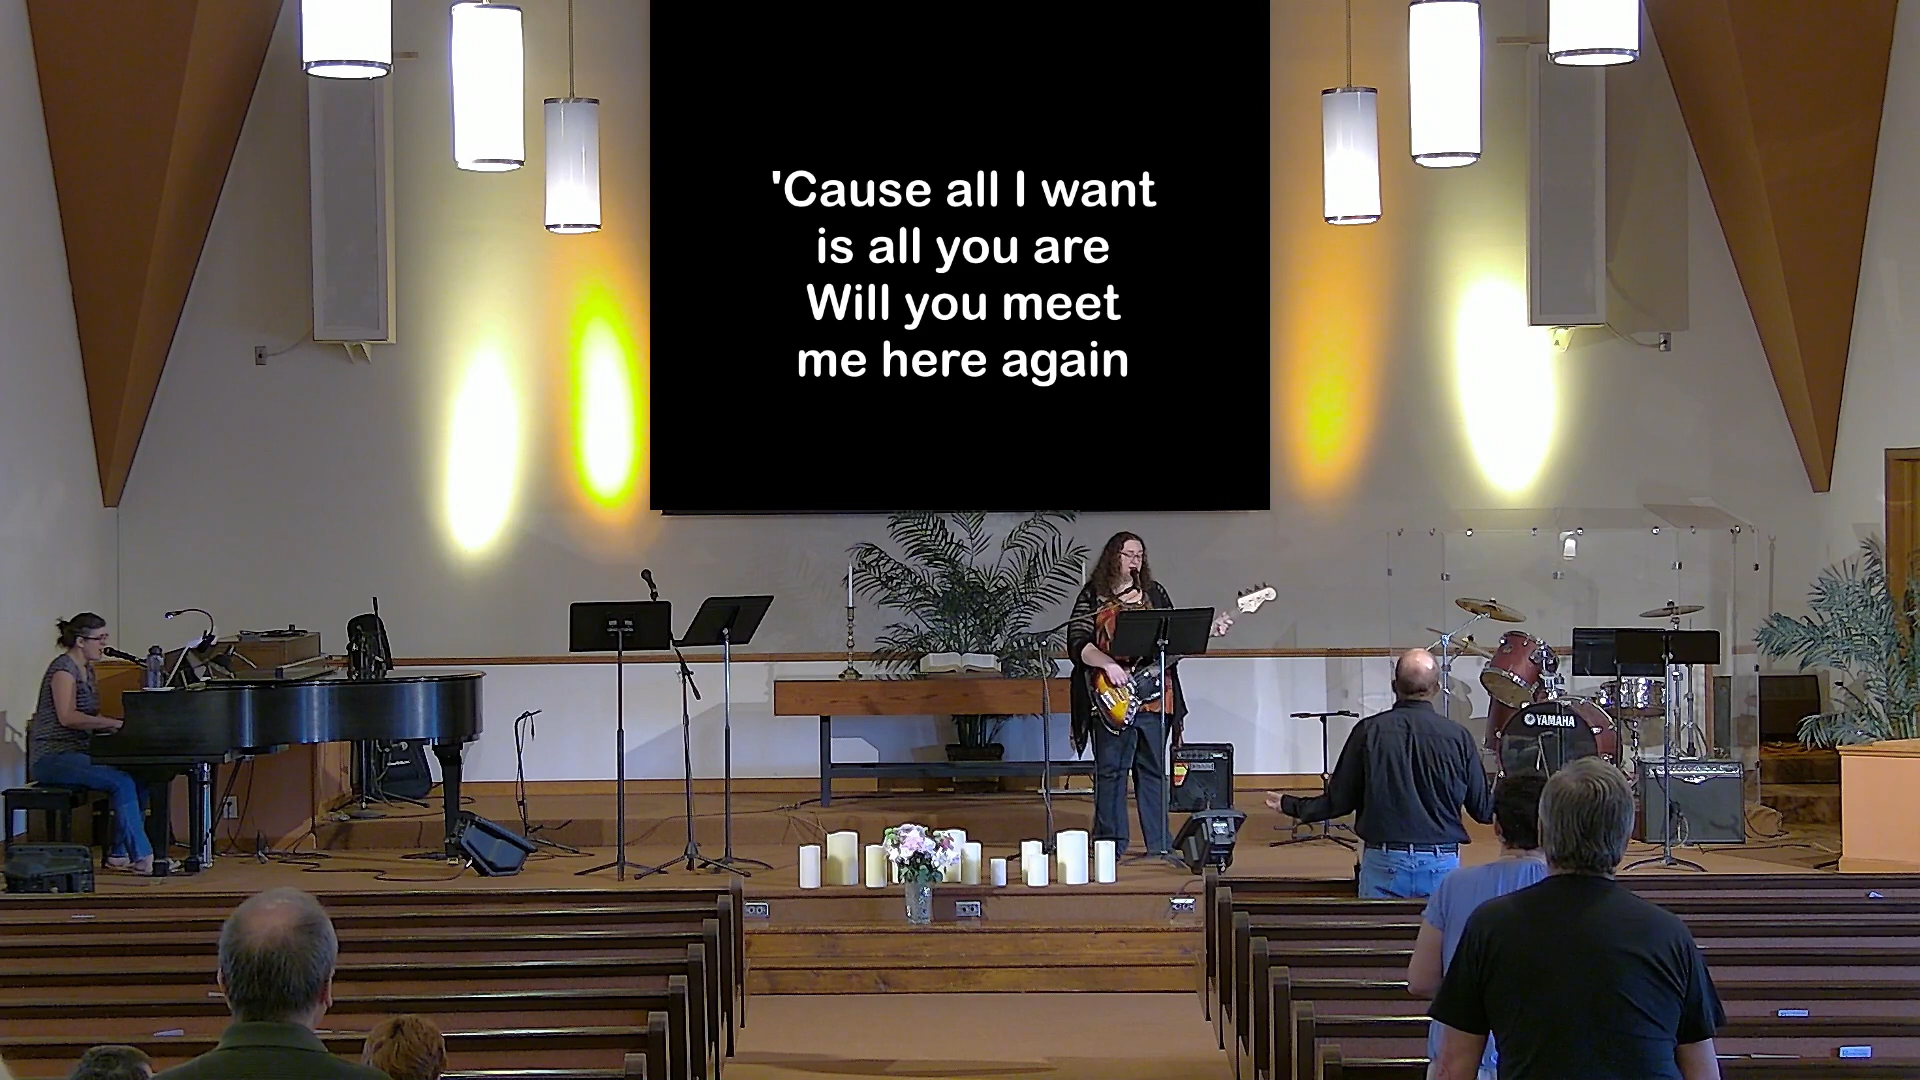 'Cause all I want
is all you are
Will you meet
me here again
YAMAHA